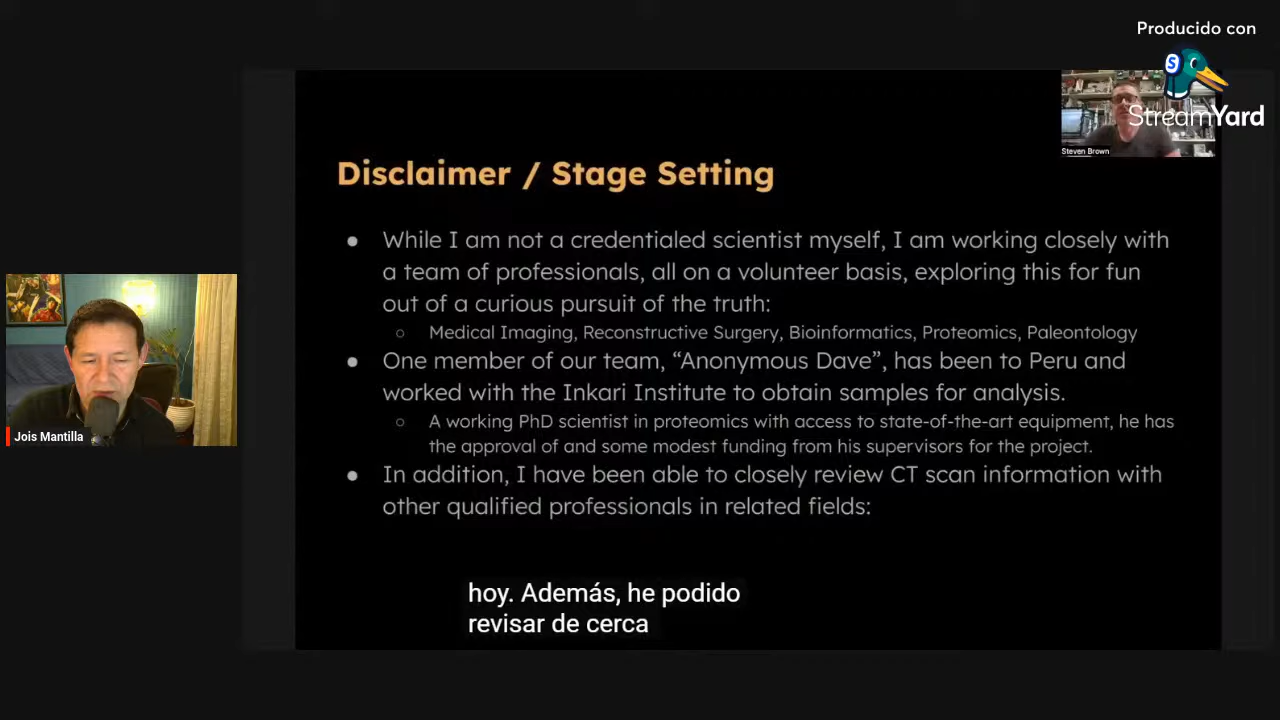 Producido con
StreamYard
Steven Brown
Disclaimer / Stage Setting
● While I am not a credentialed scientist myself, I am working closely with
a team of professionals, all on a volunteer basis, exploring this for fun
out of a curious pursuit of the truth:
○ Medical Imaging, Reconstructive Surgery, Bioinformatics, Proteomics, Paleontology
● One member of our team, “Anonymous Dave”, has been to Peru and
worked with the Inkari Institute to obtain samples for analysis.
○ A working PhD scientist in proteomics with access to state-of-the-art equipment, he has
the approval of and some modest funding from his supervisors for the project.
● In addition, I have been able to closely review CT scan information with
other qualified professionals in related fields:
Jois Mantilla
hoy. Además, he podido
revisar de cerca